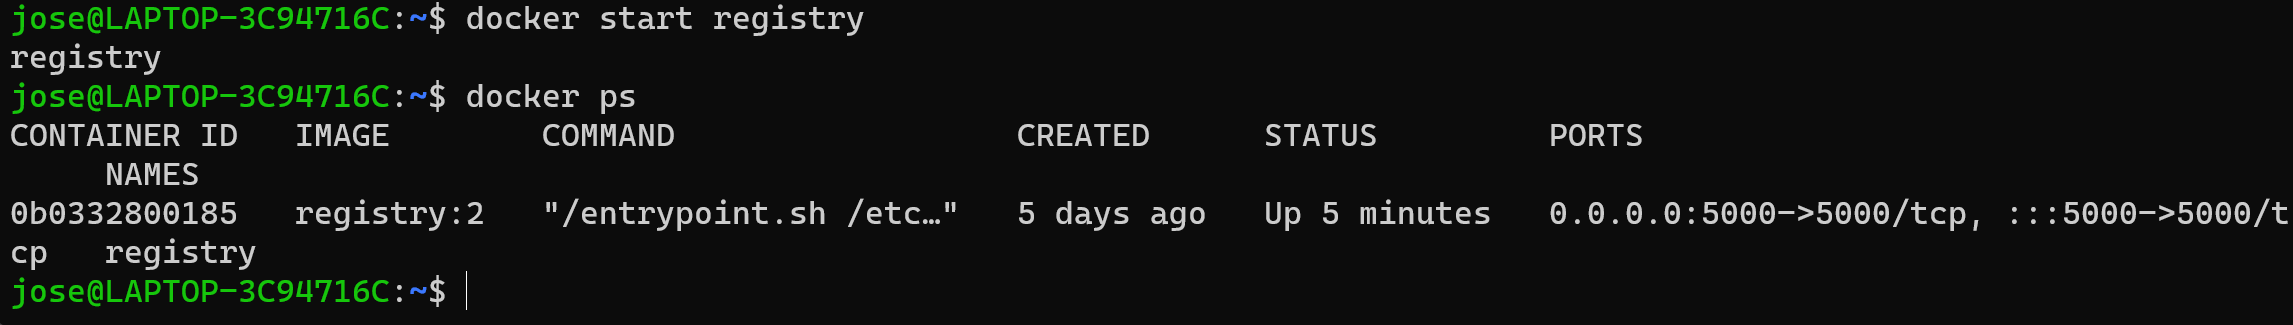 jose@LAPTOP-3C94716C:~$ docker start registry
registry
jose@LAPTOP-3C94716C:~$ docker ps
CONTAINER ID   IMAGE        COMMAND                  CREATED      STATUS         PORTS
     NAMES
0b0332800185   registry:2   "/entrypoint.sh /etc…"   5 days ago   Up 5 minutes   0.0.0.0:5000->5000/tcp, :::5000->5000/t
cp   registry
jose@LAPTOP-3C94716C:~$